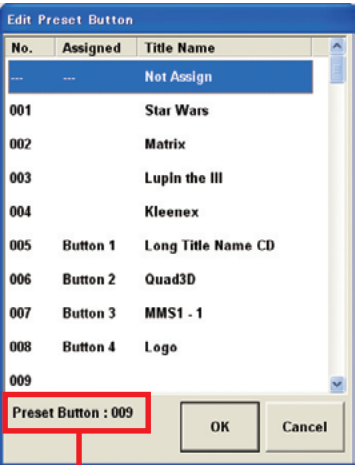 Edit Preset Button
No. Assigned Title Name
--- --- Not Assign
001 Star Wars
002 Matrix
003 Lupin the III
004 Kleenex
005 Button 1 Long Title Name CD
006 Button 2 Quad3D
007 Button 3 MMS1 - 1
008 Button 4 Logo
009
Preset Button : 009
OK Cancel